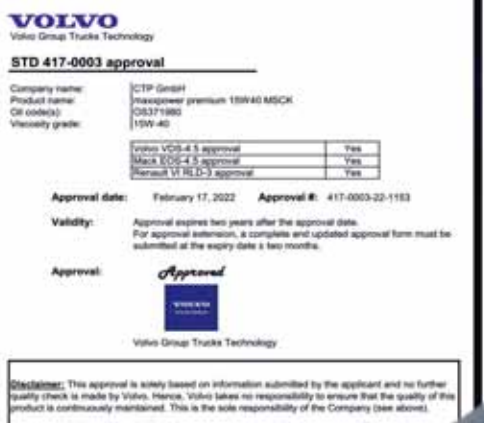 VOLVO
Volvo Group Trucks Technology
STD 417-0003 approval
Company name: CTP GmbH
Product name: maxxpower premium 15W40 MSCK
Oil code(s): OS371980
Viscosity grade: 15W-40
Volvo VDS-4.5 approval Yes
Mack EOS-4.5 approval Yes
Renault VI RLD-3 approval Yes
Approval date: February 17, 2022 Approval #: 417-0003-22-1153
Validity: Approval expires two years after the approval date.
For approval extension, a complete and updated approval form must be
submitted at the expiry date ± two months.
Approval: Approved
VOLVO
Volvo Group Trucks Technology
Disclaimer: This approval is solely based on information submitted by the applicant and no further
quality check is made by Volvo. Hence, Volvo takes no responsibility to ensure that the quality of this
product is continuously maintained. This is the sole responsibility of the Company (see above).